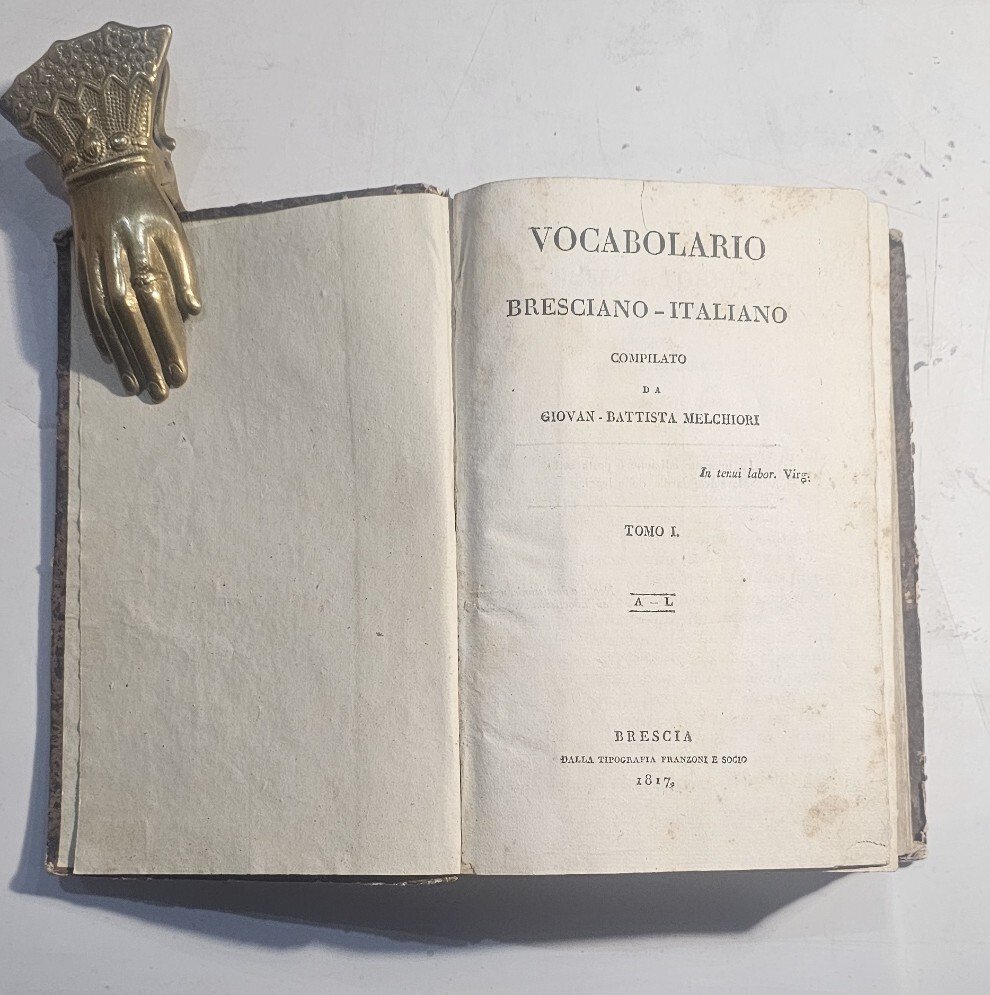 VOCABOLARIO
BRESCIANO - ITALIANO
COMPILATO
DA
GIOVAN - BATTISTA MELCHIORI
In tenui labor. Virg.
TOMO I.
A - L
BRESCIA
DALLA TIPOGRAFIA FRANZONI E SOCIO
1817.